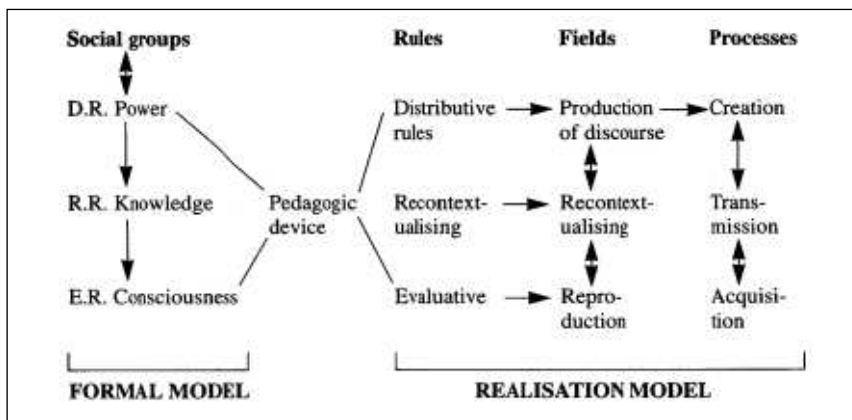 Social groups
Rules
Fields
Processes
D.R. Power
Distributive
rules
Production
of discourse
Creation
R.R. Knowledge
Pedagogic
device
Recontext-
ualising
Recontext-
ualising
Trans-
mission
E.R. Consciousness
Evaluative
Repro-
duction
Acquisi-
tion
FORMAL MODEL
REALISATION MODEL